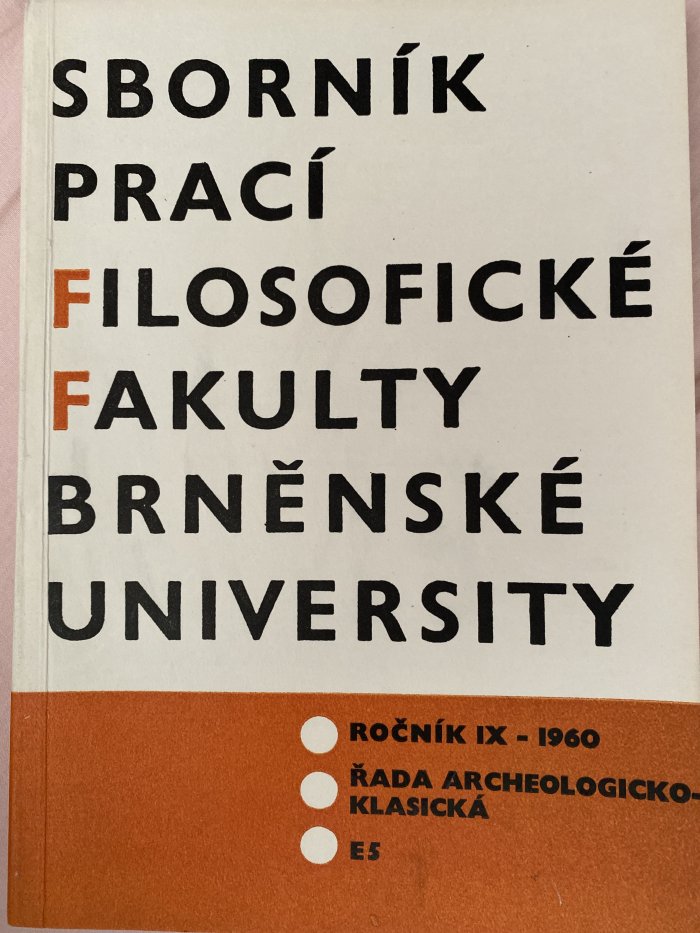 SBORNÍK
PRACÍ
FILOSOFICKÉ
FAKULTY
BRNĚNSKÉ
UNIVERSITY
ROČNÍK IX - 1960
ŘADA ARCHEOLOGICKO-
KLASICKÁ
E5